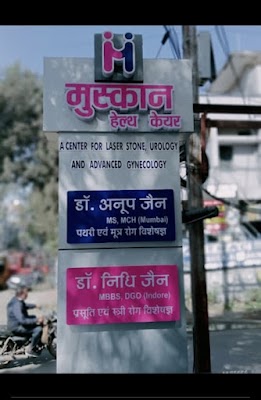 मुस्कान
हेल्थ केयर
A CENTER FOR LASER STONE, UROLOGY
AND ADVANCED GYNECOLOGY
डॉ. अनूप जैन
MS, MCH (Mumbai)
पथरी एवं मूत्र रोग विशेषज्ञ
डॉ. निधि जैन
MBBS, DGO (Indore)
प्रसूति एवं स्त्री रोग विशेषज्ञ